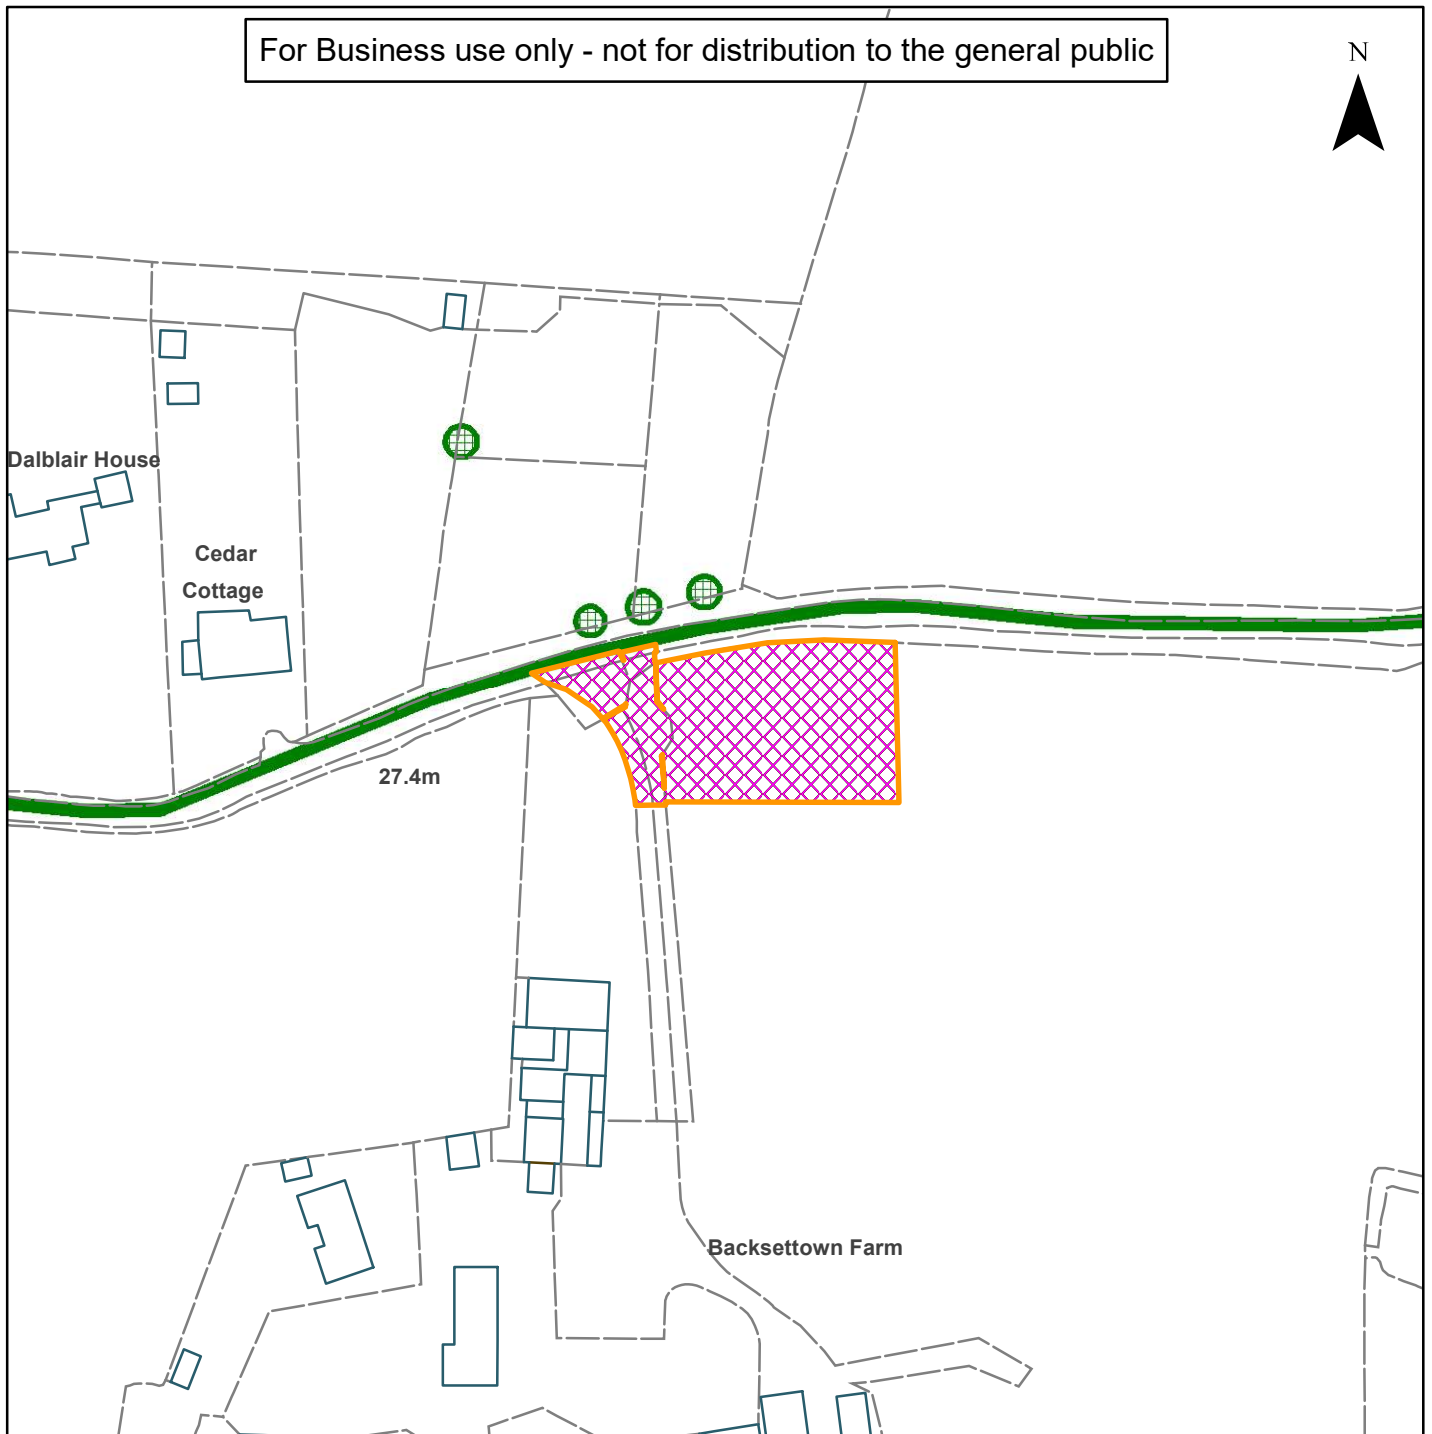 For Business use only - not for distribution to the general public
N
Dalblair House
Cedar
Cottage
27.4m
Backsettown Farm